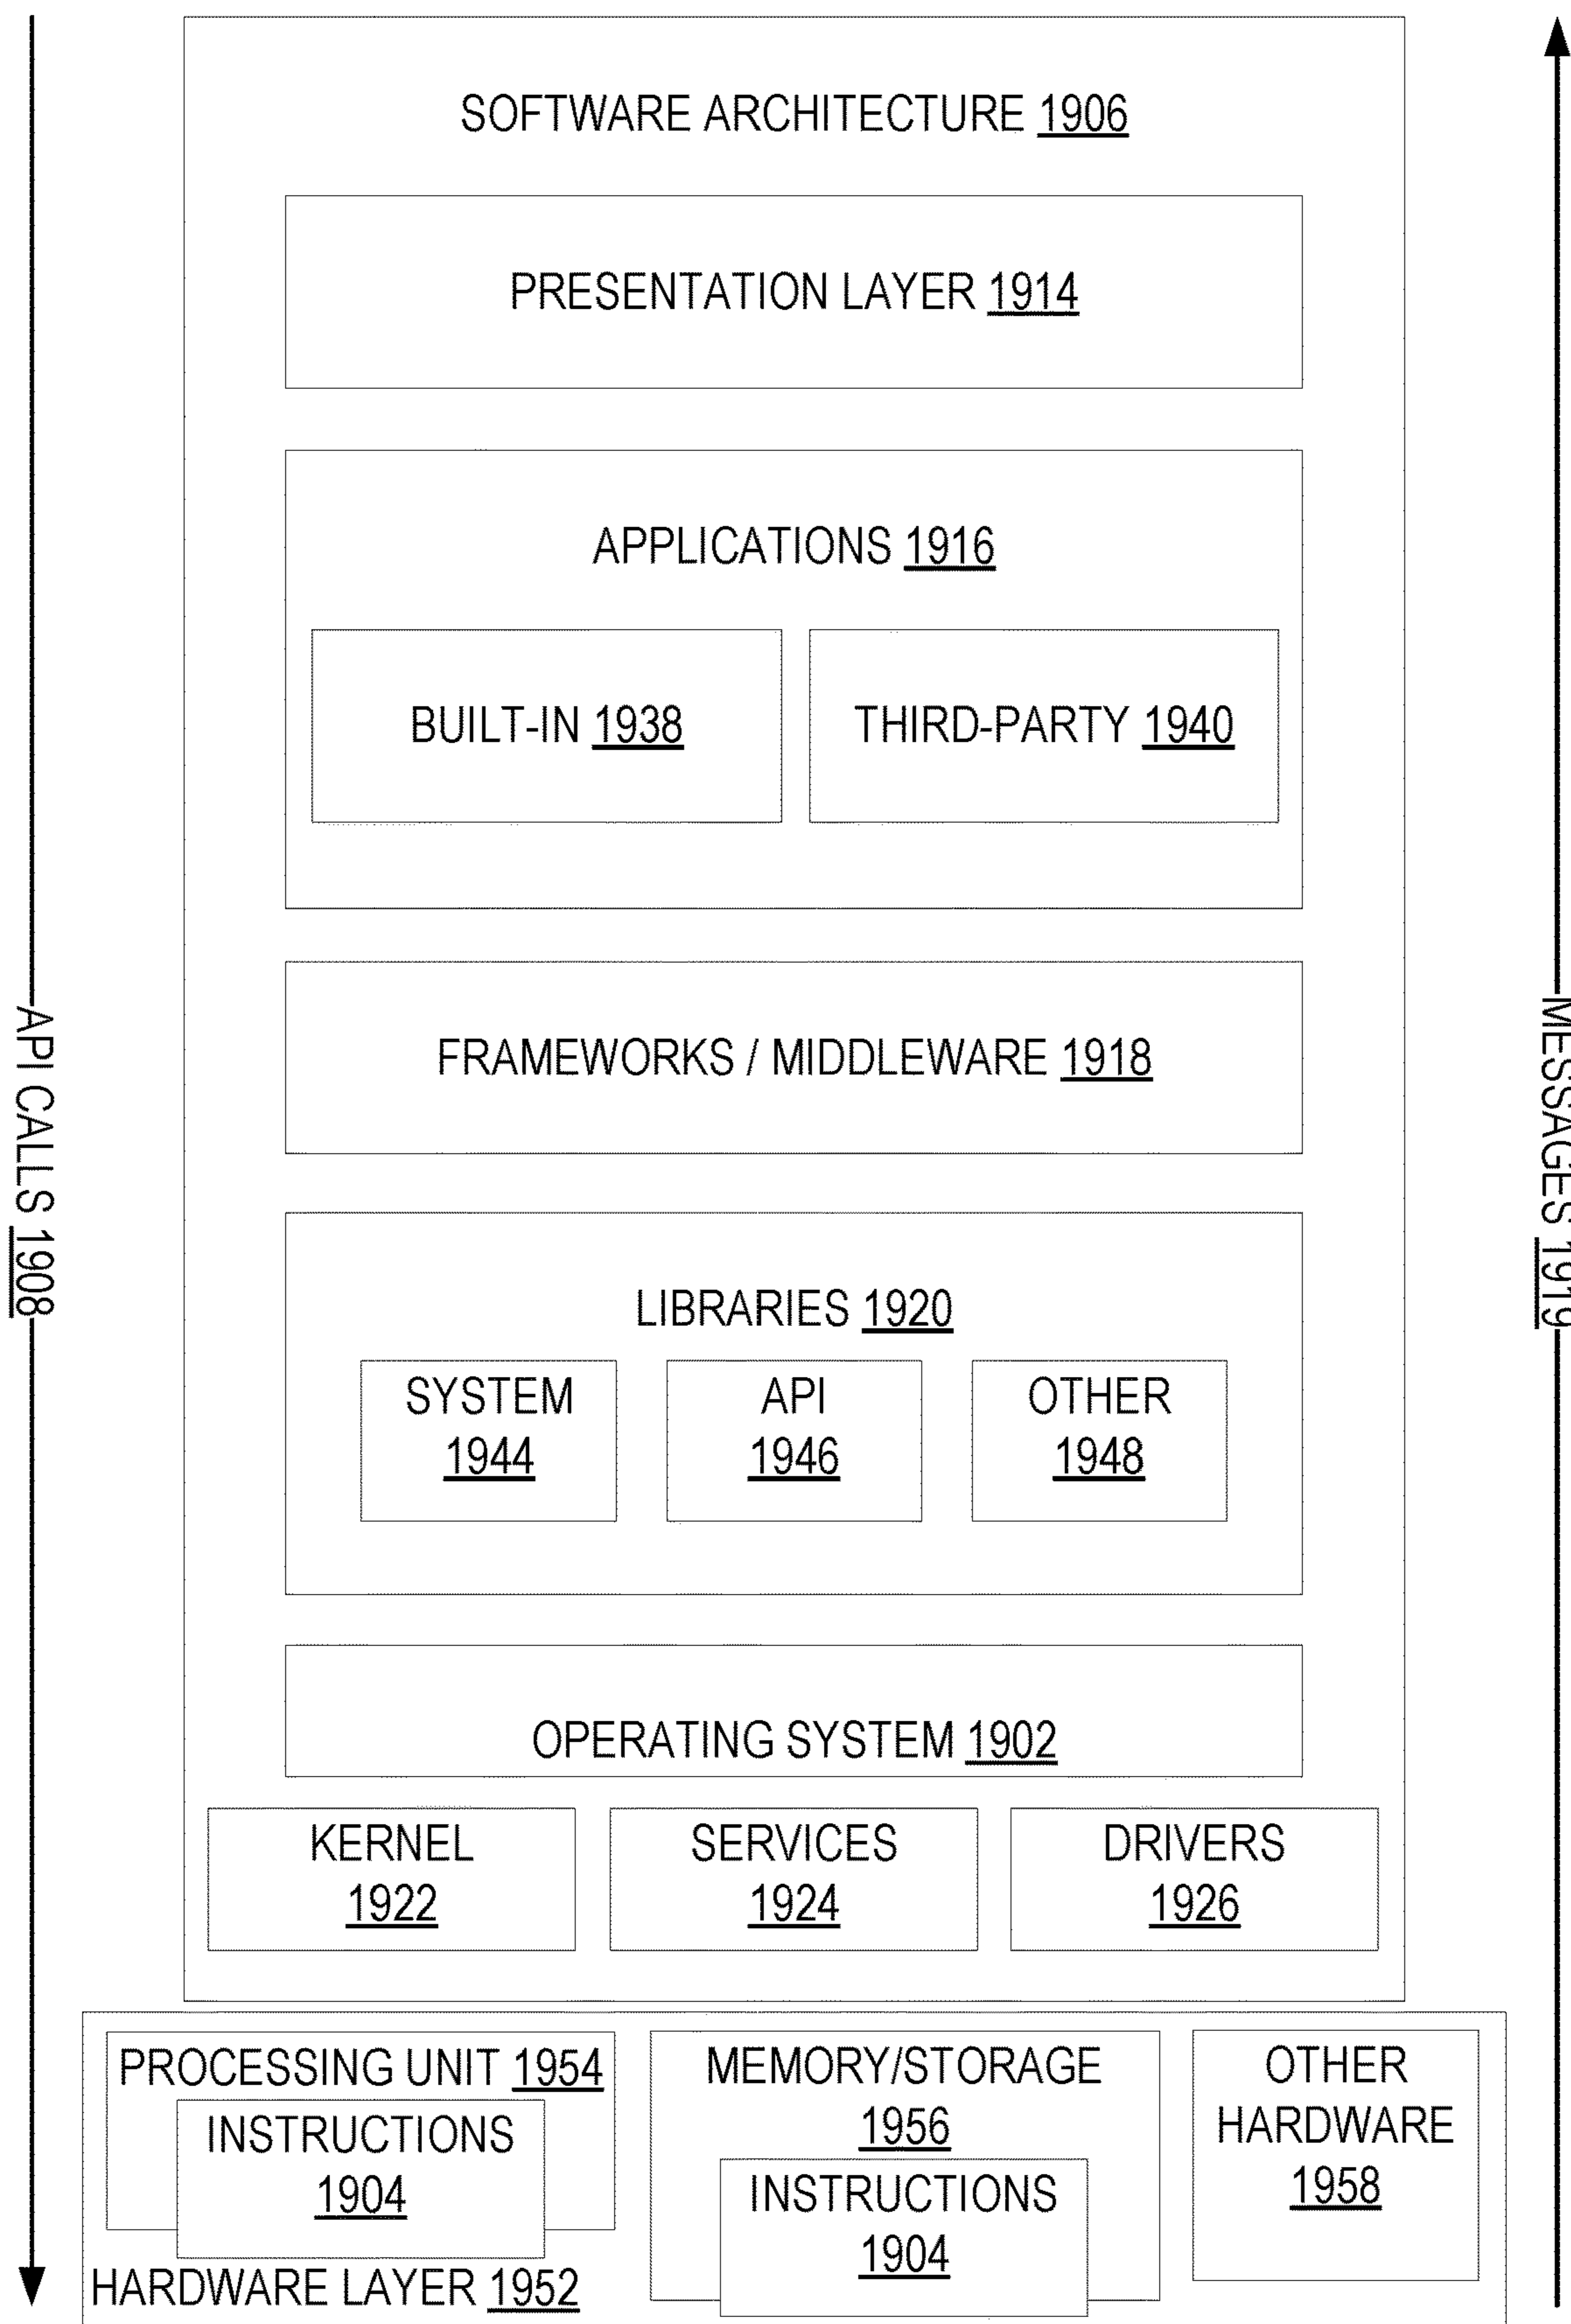 SOFTWARE ARCHITECTURE 1906
PRESENTATION LAYER 1914
APPLICATIONS 1916
BUILT-IN 1938
THIRD-PARTY 1940
FRAMEWORKS / MIDDLEWARE 1918
API CALLS 1908
MESSAGES 1919
LIBRARIES 1920
SYSTEM
1944
API
1946
OTHER
1948
OPERATING SYSTEM 1902
KERNEL
1922
SERVICES
1924
DRIVERS
1926
PROCESSING UNIT 1954
INSTRUCTIONS
1904
MEMORY/STORAGE
1956
INSTRUCTIONS
1904
OTHER
HARDWARE
1958
HARDWARE LAYER 1952